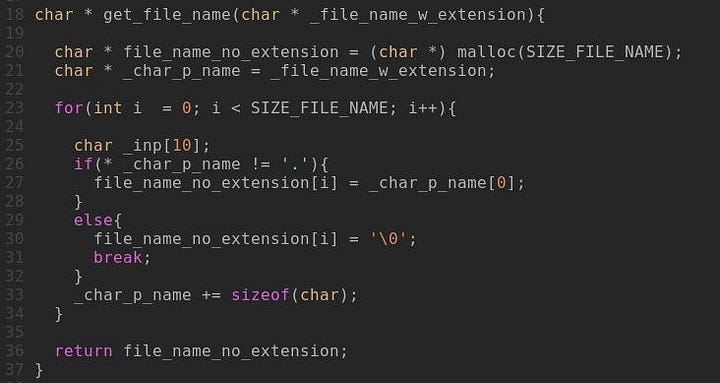 18 char * get_file_name(char * _file_name_w_extension){
19
20 char * file_name_no_extension = (char *) malloc(SIZE_FILE_NAME);
21 char * _char_p_name = _file_name_w_extension;
22
23 for(int i  = 0; i < SIZE_FILE_NAME; i++){
24
25 char _inp[10];
26 if(* _char_p_name != '.'){
27 file_name_no_extension[i] = _char_p_name[0];
28 }
29 else{
30 file_name_no_extension[i] = '\0';
31 break;
32 }
33 _char_p_name += sizeof(char);
34 }
35
36 return file_name_no_extension;
37 }